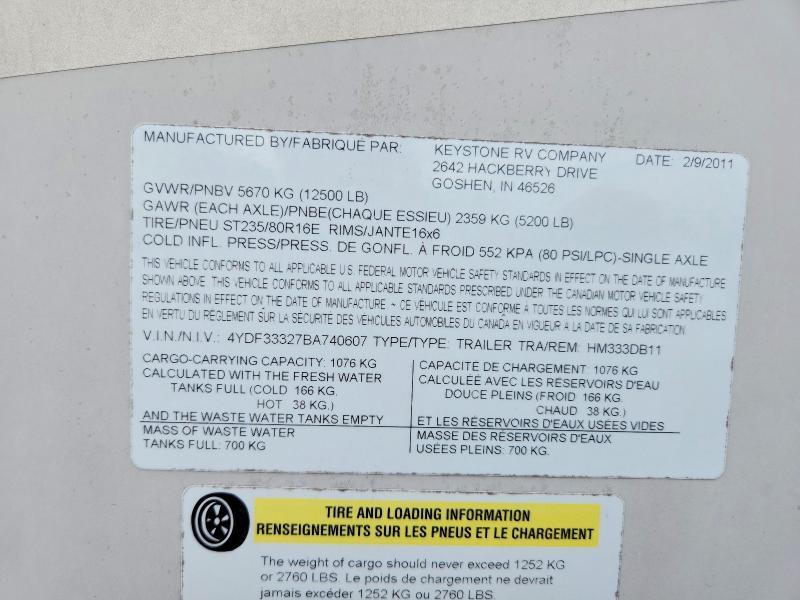 MANUFACTURED BY/FABRIQUE PAR: KEYSTONE RV COMPANY DATE: 2/9/2011
2642 HACKBERRY DRIVE
GOSHEN, IN 46526
GVWR/PNBV 5670 KG (12500 LB)
GAWR (EACH AXLE)/PNBE(CHAQUE ESSIEU) 2359 KG (5200 LB)
TIRE/PNEU ST235/80R16E RIMS/JANTE16x6
COLD INFL. PRESS/PRESS. DE GONFL. À FROID 552 KPA (80 PSI/LPC)-SINGLE AXLE
THIS VEHICLE CONFORMS TO ALL APPLICABLE U.S. FEDERAL MOTOR VEHICLE SAFETY STANDARDS IN EFFECT ON THE DATE OF MANUFACTURE
SHOWN ABOVE. THIS VEHICLE CONFORMS TO ALL APPLICABLE STANDARDS PRESCRIBED UNDER THE CANADIAN MOTOR VEHICLE SAFETY
REGULATIONS IN EFFECT ON THE DATE OF MANUFACTURE ~ CE VÉHICULE EST CONFORME À TOUTES LES NORMES QUI LUI SONT APPLICABLES
EN VERTU DU RÈGLEMENT SUR LA SÉCURITÉ DES VÉHICULES AUTOMOBILES DU CANADA EN VIGUEUR À LA DATE DE SA FABRICATION.
V.I.N./N.I.V.: 4YDF33327BA740607 TYPE/TYPE: TRAILER TRA/REM: HM333DB11
CARGO-CARRYING CAPACITY: 1076 KG
CALCULATED WITH THE FRESH WATER
TANKS FULL (COLD 166 KG.
HOT 38 KG.)
AND THE WASTE WATER TANKS EMPTY
MASS OF WASTE WATER
TANKS FULL: 700 KG
CAPACITE DE CHARGEMENT: 1076 KG
CALCULÉE AVEC LES RÉSERVOIRS D'EAU
DOUCE PLEINS (FROID 166 KG.
CHAUD 38 KG.)
ET LES RÉSERVOIRS D'EAUX USÉES VIDES
MASSE DES RÉSERVOIRS D'EAUX
USÉES PLEINS: 700 KG.
TIRE AND LOADING INFORMATION
RENSEIGNEMENTS SUR LES PNEUS ET LE CHARGEMENT
The weight of cargo should never exceed 1252 KG
or 2760 LBS. Le poids de chargement ne devrait
jamais excéder 1252 KG ou 2760 LBS.